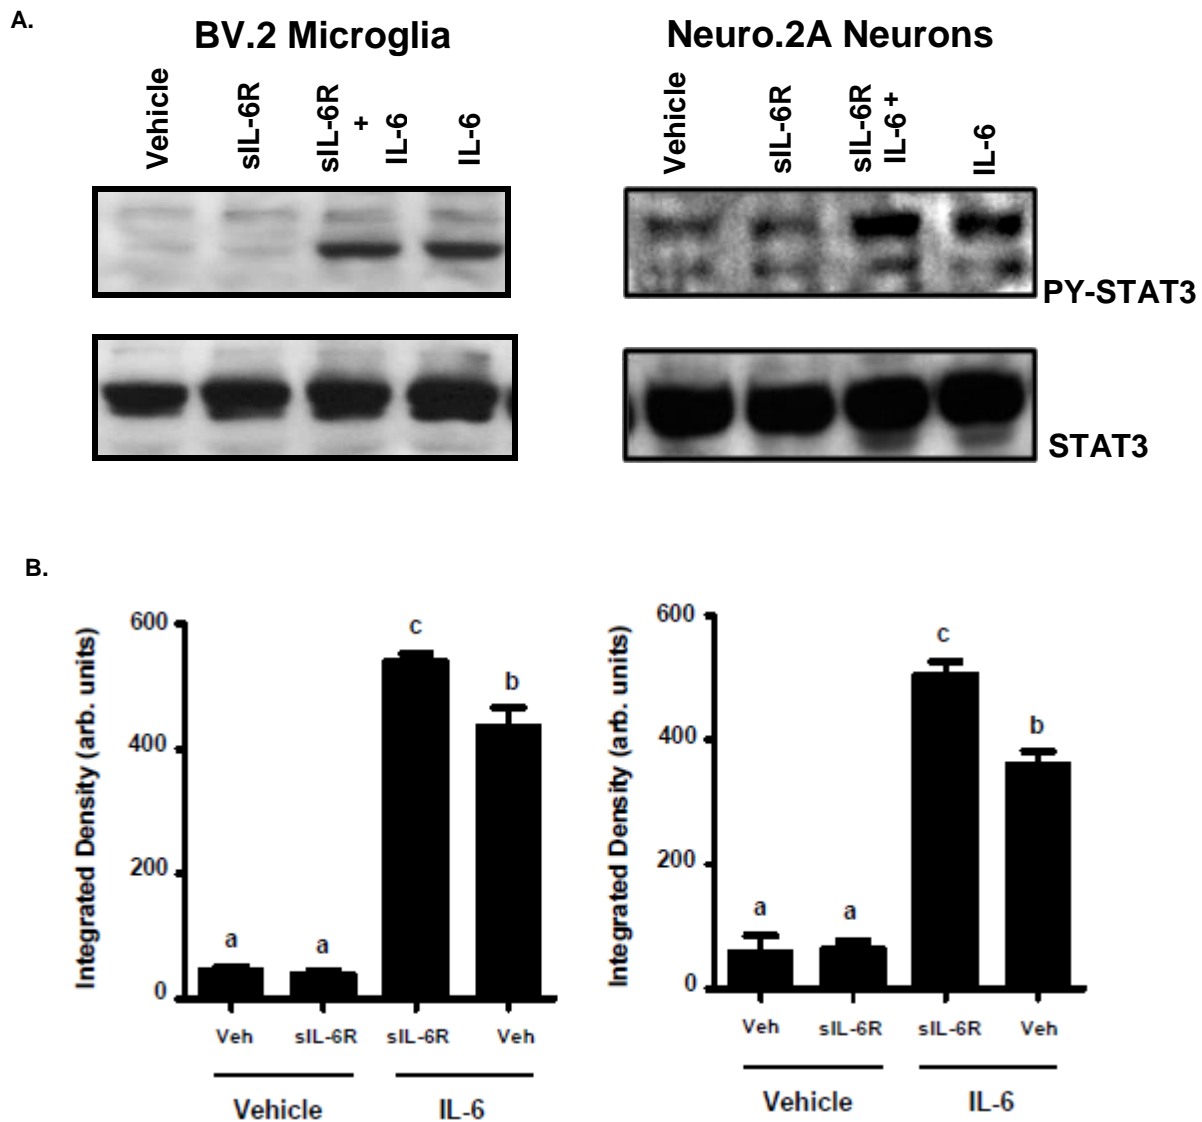 A.
BV.2 Microglia
Neuro.2A Neurons
Vehicle
sIL-6R
sIL-6R
+
IL-6
IL-6
Vehicle
sIL-6R
sIL-6R
IL-6 +
IL-6
PY-STAT3
STAT3
B.
Integrated Density (arb. units)
600
400
200
0
a
a
c
b
Veh
sIL-6R
sIL-6R
Veh
Vehicle
IL-6
Integrated Density (arb. units)
600
400
200
0
a
a
c
b
Veh
sIL-6R
sIL-6R
Veh
Vehicle
IL-6